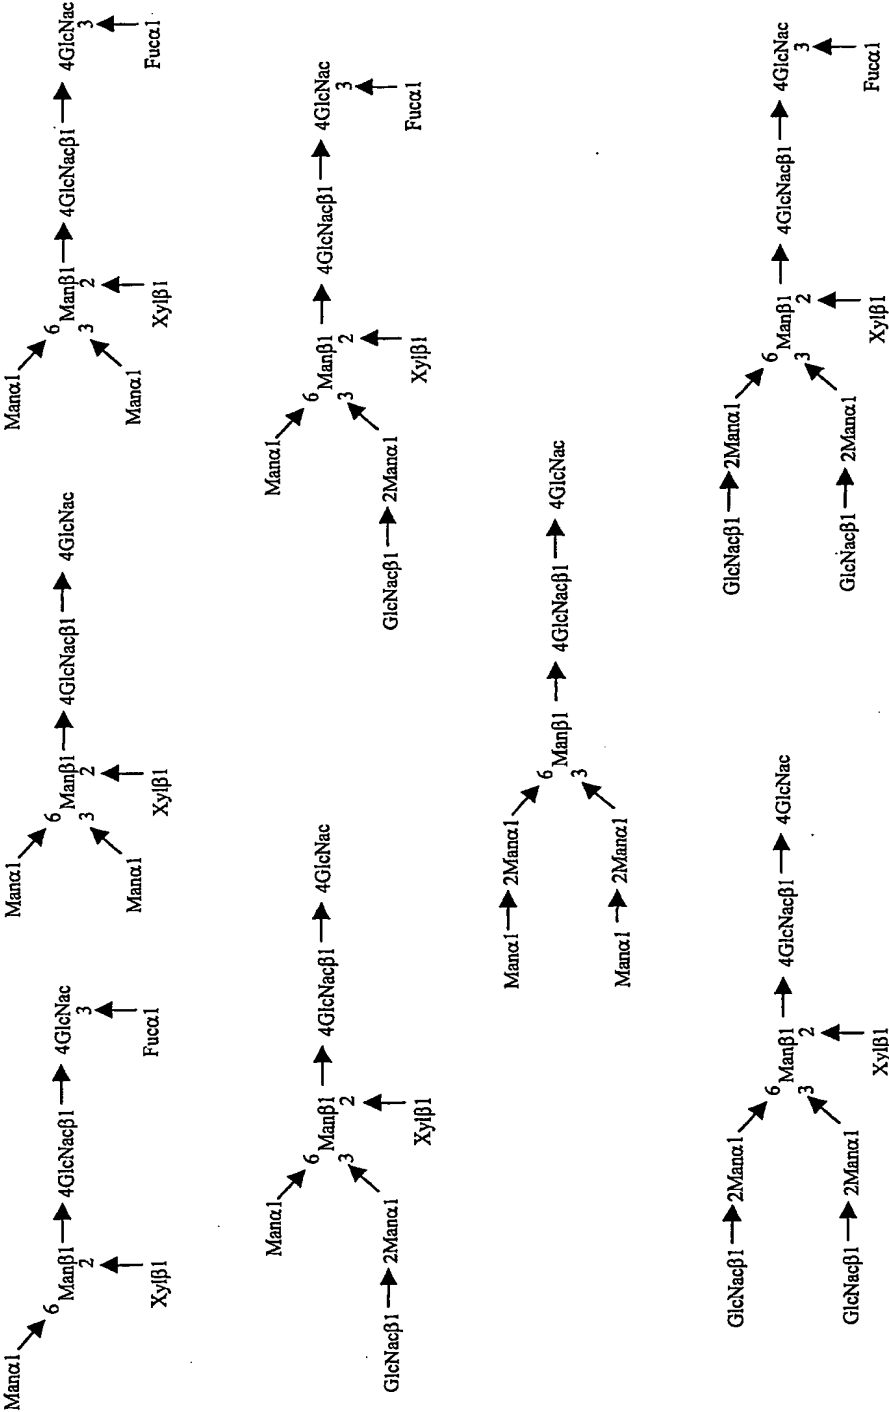 Manα1
6
Manβ1 4GlcNacβ1 4GlcNac
2 3
Xylβ1 Fucα1
Manα1
6
Manβ1 4GlcNacβ1 4GlcNac
3 2
Manα1 Xylβ1
Manα1
6
Manβ1 4GlcNacβ1 4GlcNac
3 2 3
Manα1 Xylβ1 Fucα1
Manα1
6
Manβ1 4GlcNacβ1 4GlcNac
3 2
GlcNacβ1 2Manα1 Xylβ1
Manα1
6
Manβ1 4GlcNacβ1 4GlcNac
3 2 3
GlcNacβ1 2Manα1 Xylβ1 Fucα1
Manα1 2Manα1
6
Manβ1 4GlcNacβ1 4GlcNac
3
Manα1 2Manα1
GlcNacβ1 2Manα1
6
Manβ1 4GlcNacβ1 4GlcNac
3 2
GlcNacβ1 2Manα1 Xylβ1
GlcNacβ1 2Manα1
6
Manβ1 4GlcNacβ1 4GlcNac
3 2 3
GlcNacβ1 2Manα1 Xylβ1 Fucα1